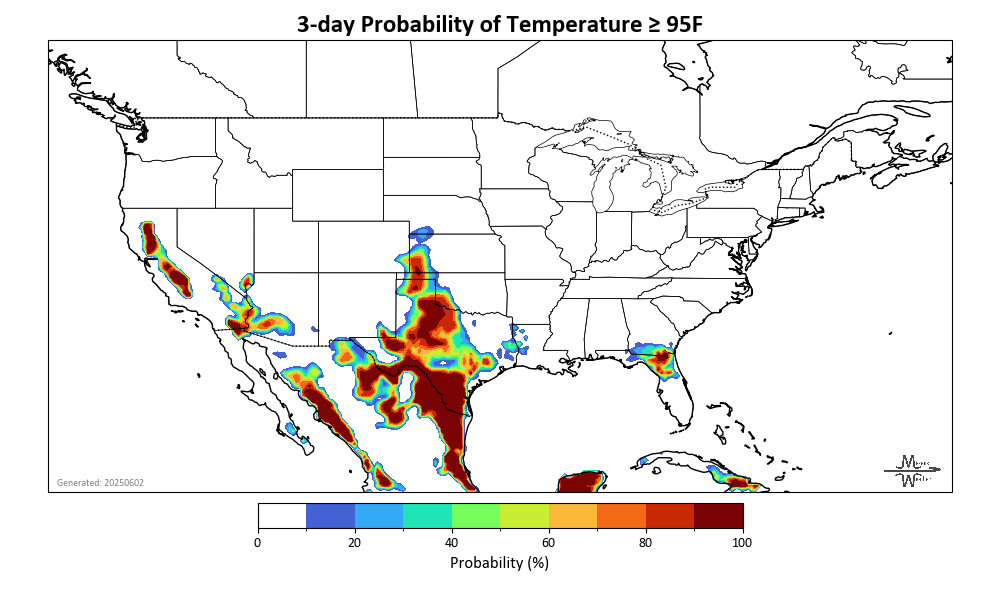 3-day Probability of Temperature ≥ 95F
Generated: 20250602
0 20 40 60 80 100
Probability (%)